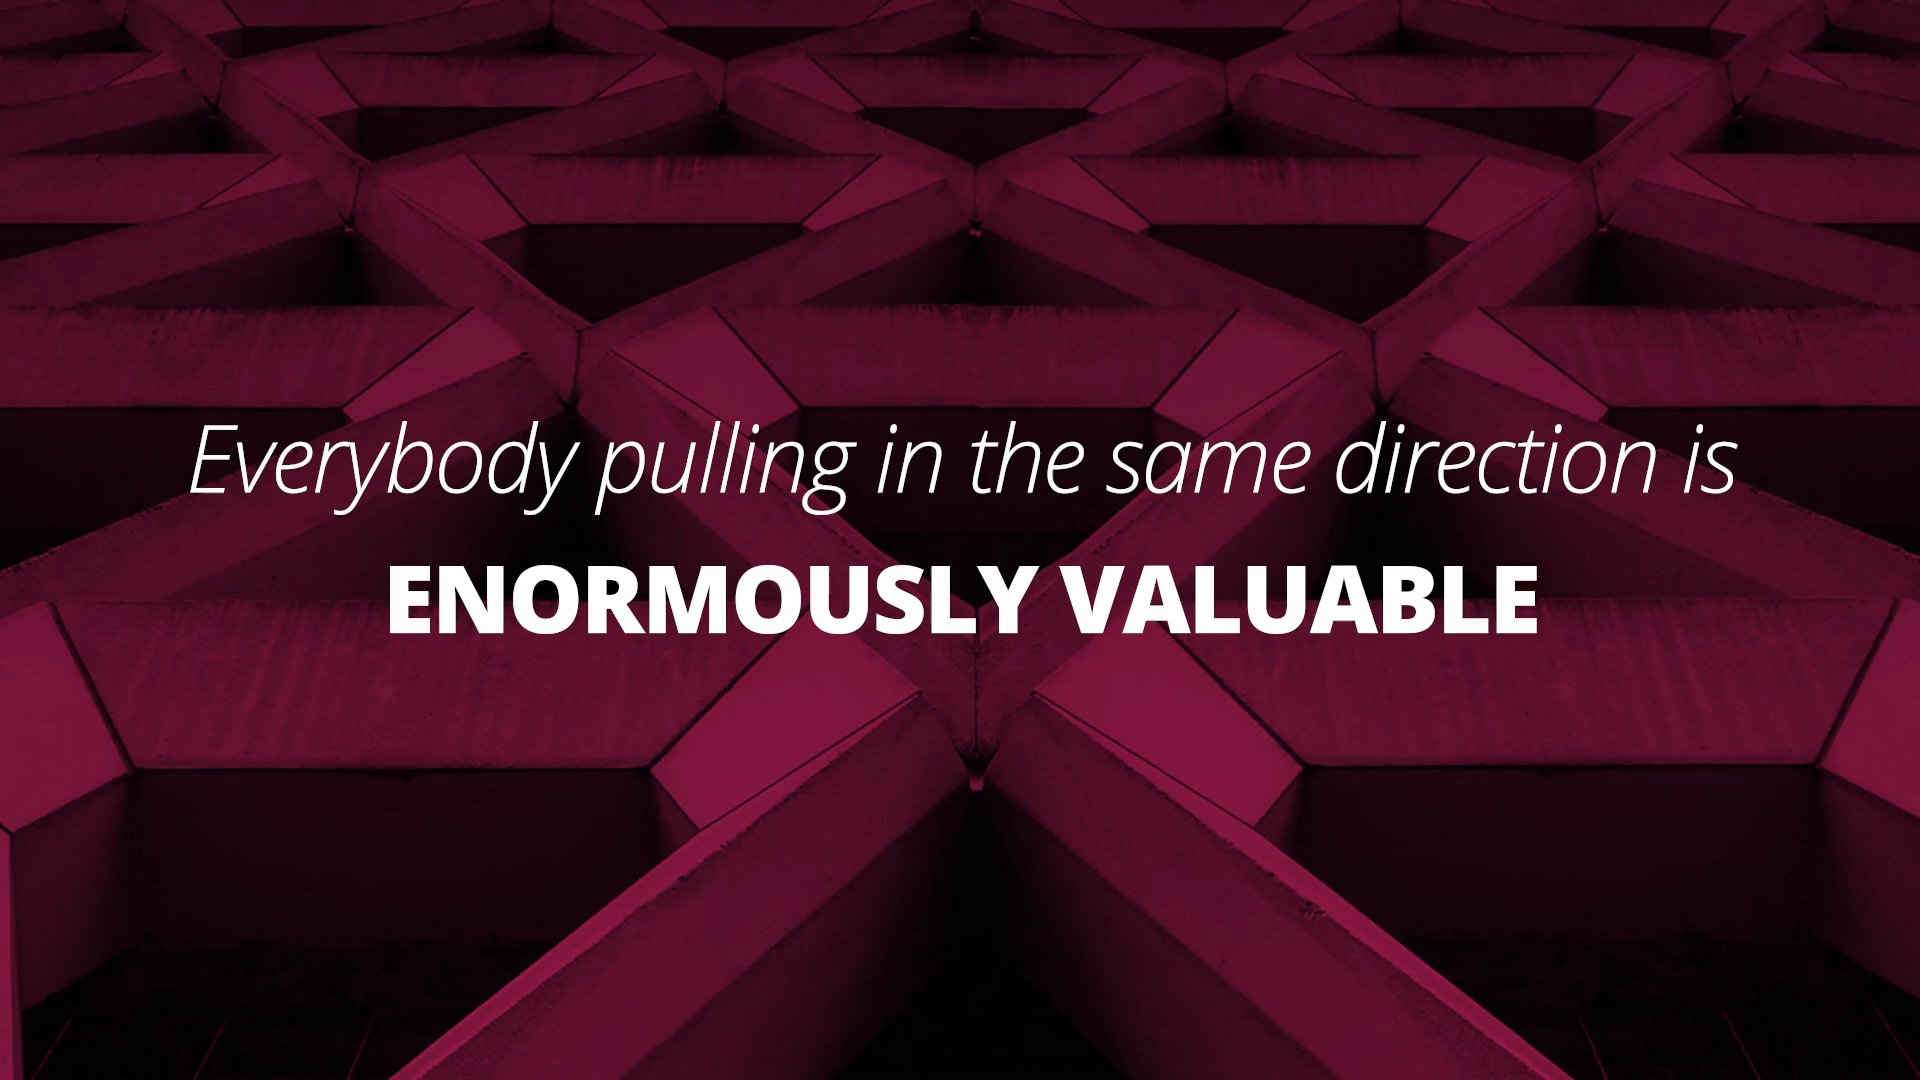 Everybody pulling in the same direction is
ENORMOUSLY VALUABLE